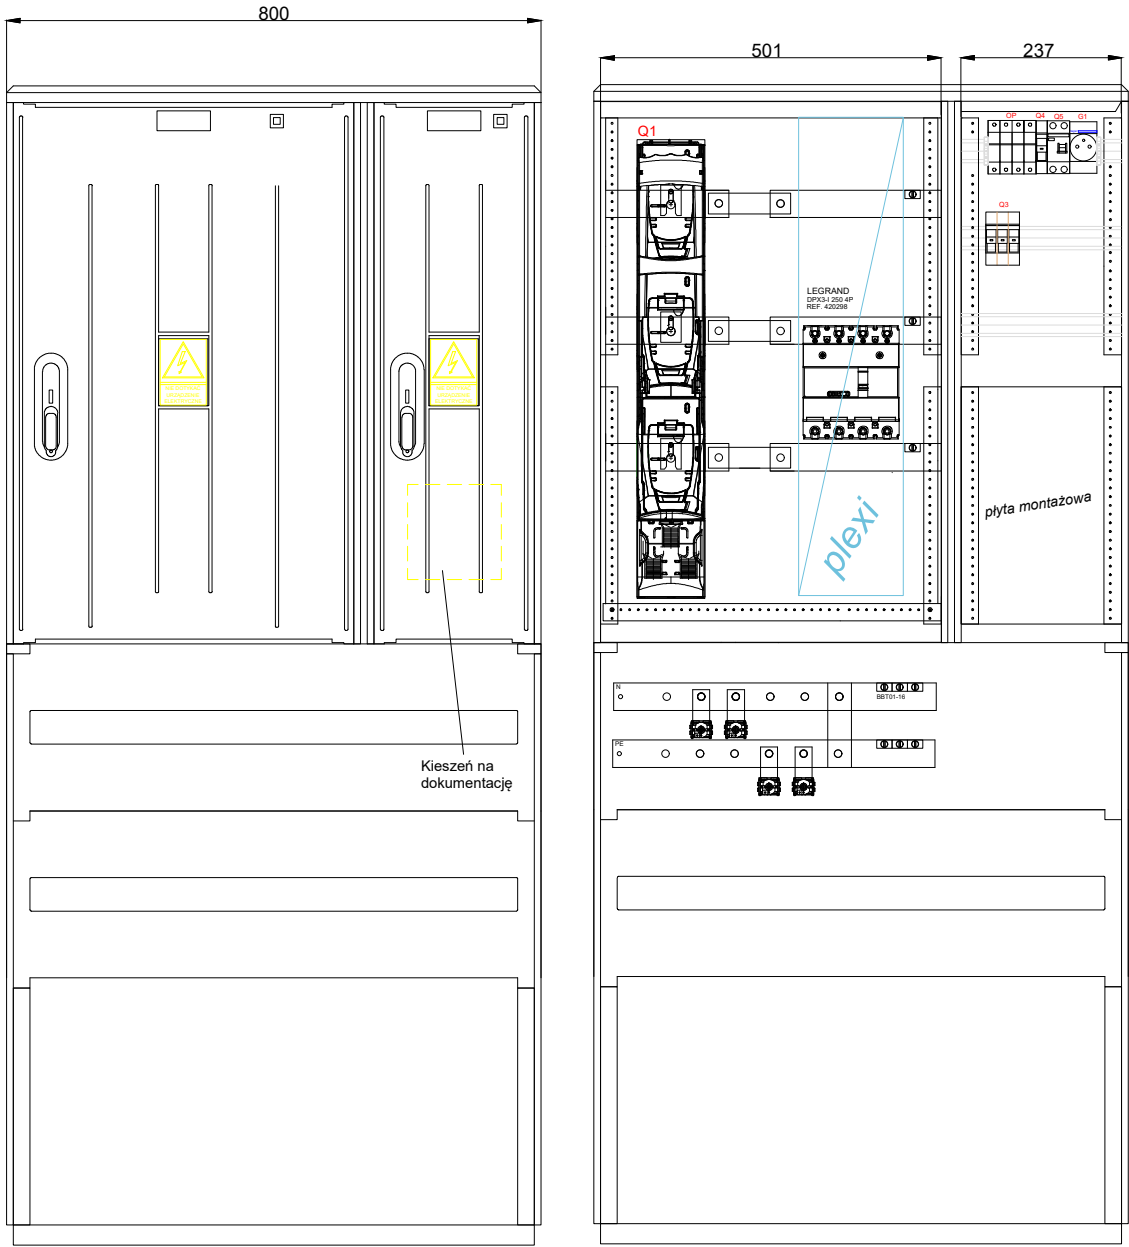 800
501
237
Q1
OP
Q4
Q5
G1
Q3
LEGRAND
DPX3-I 250 4P
REF. 420298
plexi
płyta montażowa
N
BBT01-16
PE
Kieszeń na
dokumentację